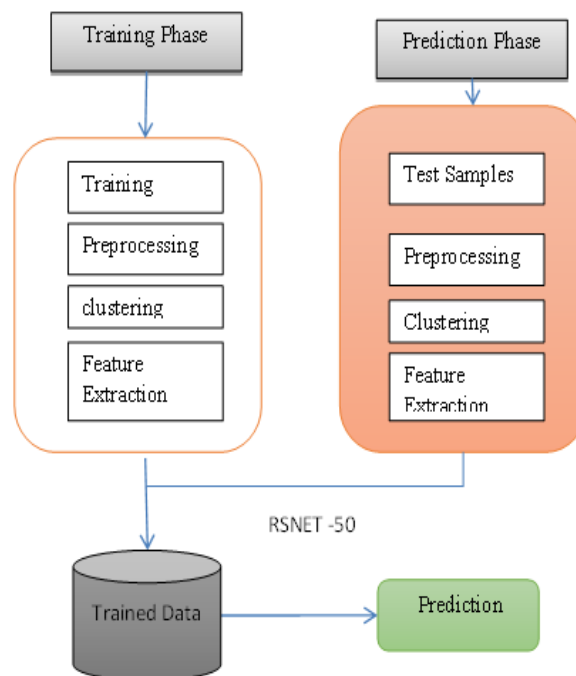 Training Phase
Prediction Phase
Training
Preprocessing
clustering
Feature
Extraction
Test Samples
Preprocessing
Clustering
Feature
Extraction
RSNET -50
Trained Data
Prediction